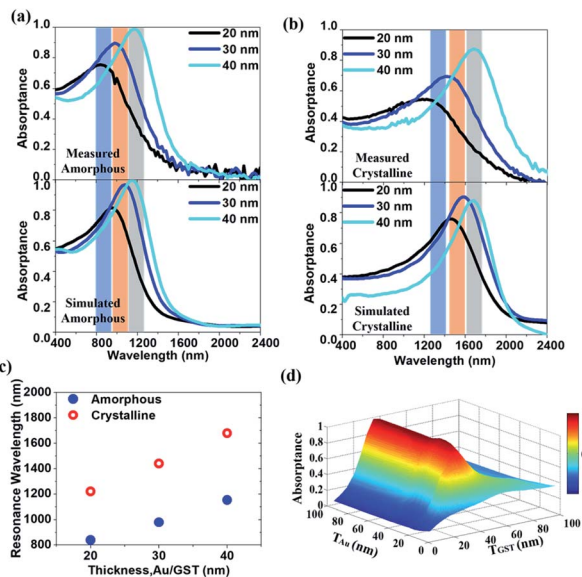 (a)
1.0
0.8
0.6
0.4
0.2
0.0
Absorptance
20 nm
30 nm
40 nm
Measured
Amorphous
1.0
0.8
0.6
0.4
0.2
0.0
Absorptance
20 nm
30 nm
40 nm
Simulated
Amorphous
400 800 1200 1600 2000 2400
Wavelength (nm)
(b)
1.0
0.8
0.6
0.4
0.2
0.0
Absorptance
20 nm
30 nm
40 nm
Measured
Crystalline
1.0
0.8
0.6
0.4
0.2
0.0
Absorptance
20 nm
30 nm
40 nm
Simulated
Crystalline
400 800 1200 1600 2000 2400
Wavelength (nm)
(c)
Resonance Wavelength (nm)
2000
1800
1600
1400
1200
1000
800
Amorphous
Crystalline
20 30 40
Thickness,Au/GST (nm)
(d)
Absorptance
1
0.8
0.6
0.4
0.2
0
100 80 60 40 20 0
T_Au (nm)
0 20 40 60 80 100
T_GST (nm)